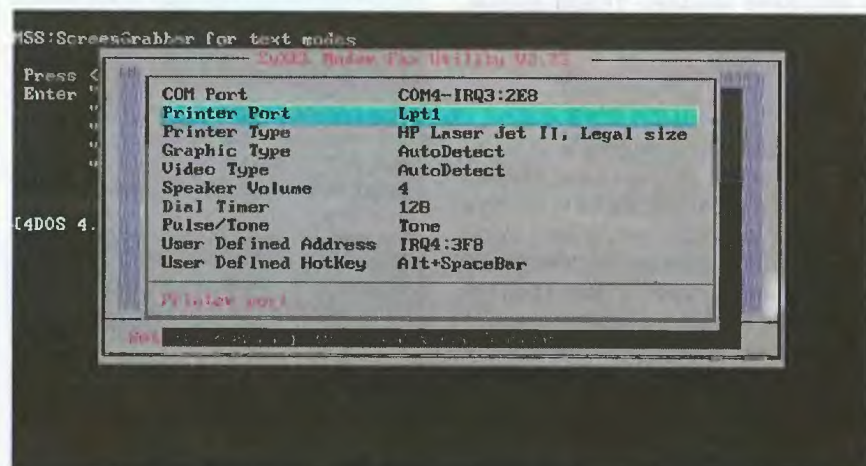 MSS:ScreenGrabber for text modes
ZyXEL Modem Fax Utility
Press <
Enter "
"
"
"
"
[4DOS 4.
COM Port COM4-IRQ3:2E8
Printer Port Lpt1
Printer Type HP Laser Jet II, Legal size
Graphic Type AutoDetect
Video Type AutoDetect
Speaker Volume 4
Dial Timer 128
Pulse/Tone Tone
User Defined Address IRQ4:3F8
User Defined HotKey Alt+SpaceBar
Printer port